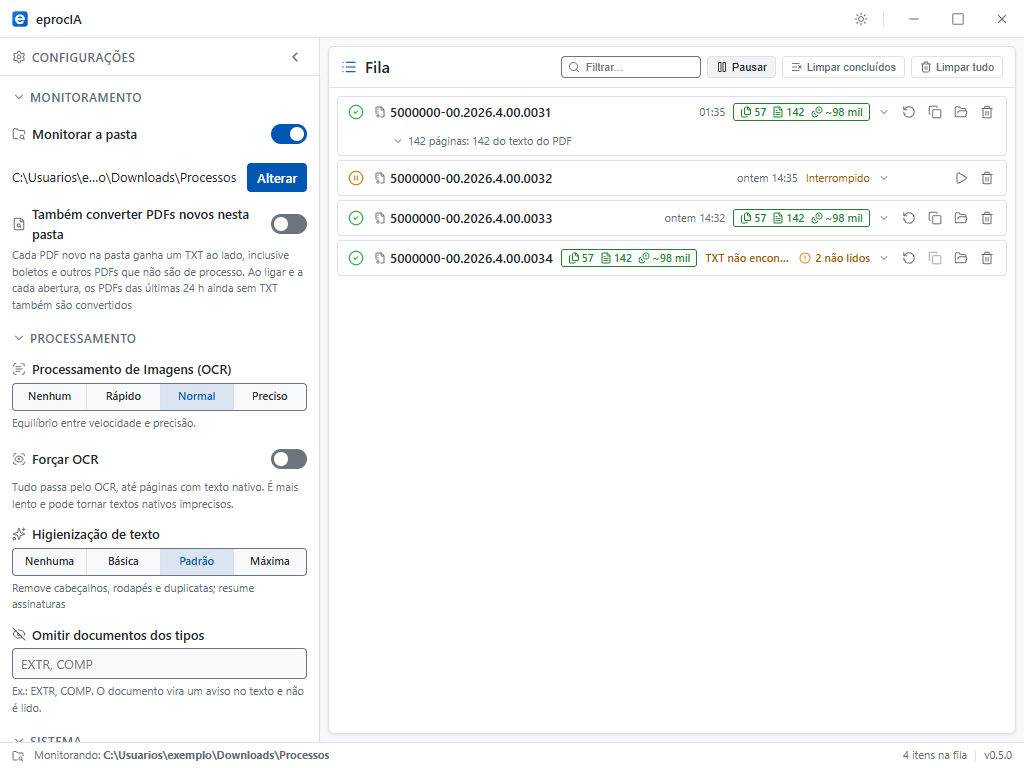 eprocIA
CONFIGURAÇÕES
MONITORAMENTO
Monitorar a pasta
C:\Usuarios\e...o\Downloads\Processos
Alterar
Também converter PDFs novos nesta
pasta
Cada PDF novo na pasta ganha um TXT ao lado, inclusive
boletos e outros PDFs que não são de processo. Ao ligar e a
cada abertura, os PDFs das últimas 24 h ainda sem TXT
também são convertidos
PROCESSAMENTO
Processamento de Imagens (OCR)
Nenhum Rápido Normal Preciso
Equilíbrio entre velocidade e precisão.
Forçar OCR
Tudo passa pelo OCR, até páginas com texto nativo. É mais
lento e pode tornar textos nativos imprecisos.
Higienização de texto
Nenhuma Básica Padrão Máxima
Remove cabeçalhos, rodapés e duplicatas; resume
assinaturas
Omitir documentos dos tipos
EXTR, COMP
Ex.: EXTR, COMP. O documento vira um aviso no texto e não
é lido.
SISTEMA
Fila
Filtrar...
Pausar
Limpar concluídos
Limpar tudo
5000000-00.2026.4.00.0031 01:35 57 142 ~98 mil
142 páginas: 142 do texto do PDF
5000000-00.2026.4.00.0032 ontem 14:35 Interrompido
5000000-00.2026.4.00.0033 ontem 14:32 57 142 ~98 mil
5000000-00.2026.4.00.0034 57 142 ~98 mil TXT não encon... 2 não lidos
Monitorando: C:\Usuarios\exemplo\Downloads\Processos
4 itens na fila v0.5.0